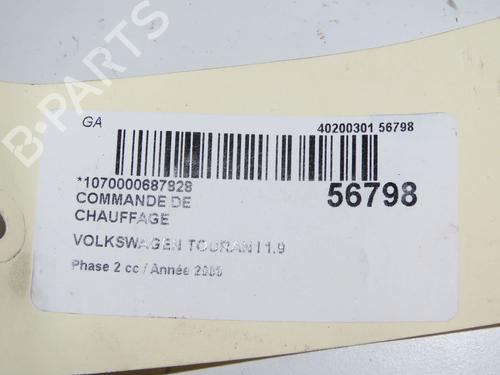 B-PARTS
GA
40200301 56798
*1070000687828
56798
COMMANDE DE
CHAUFFAGE
VOLKSWAGEN TOURAN I 1.9
Phase 2 cc / Année